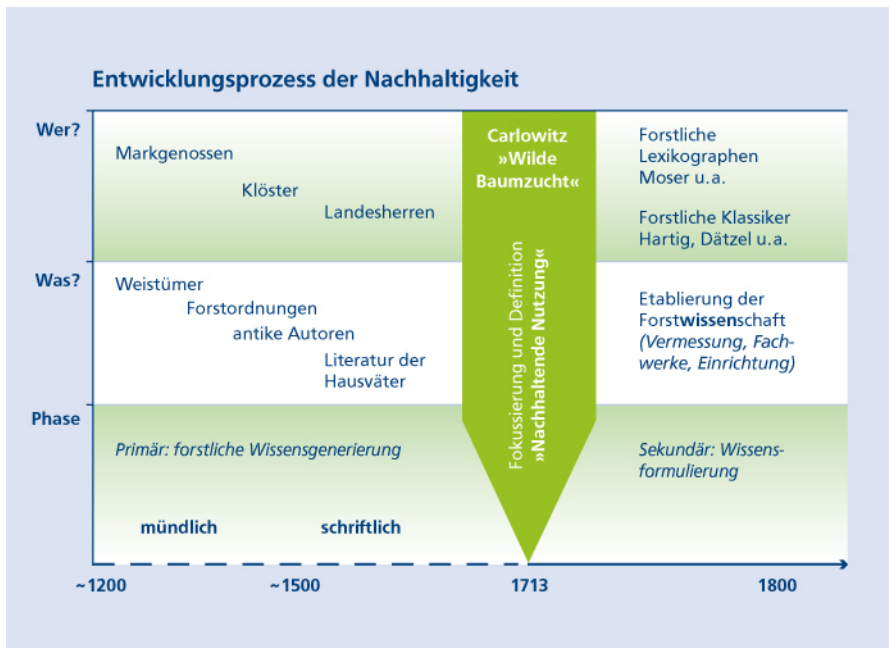 Entwicklungsprozess der Nachhaltigkeit
Wer?
Markgenossen
Klöster
Landesherren
Carlowitz
»Wilde
Baumzucht«
Forstliche
Lexikographen
Moser u.a.
Forstliche Klassiker
Hartig, Dätzel u.a.
Was?
Weistümer
Forstordnungen
antike Autoren
Literatur der
Hausväter
Fokussierung und Definition
»Nachhaltende Nutzung«
Etablierung der
Forstwissenschaft
(Vermessung, Fach-
werke, Einrichtung)
Phase
Primär: forstliche Wissensgenerierung
Sekundär: Wissens-
formulierung
mündlich
schriftlich
~1200
~1500
1713
1800